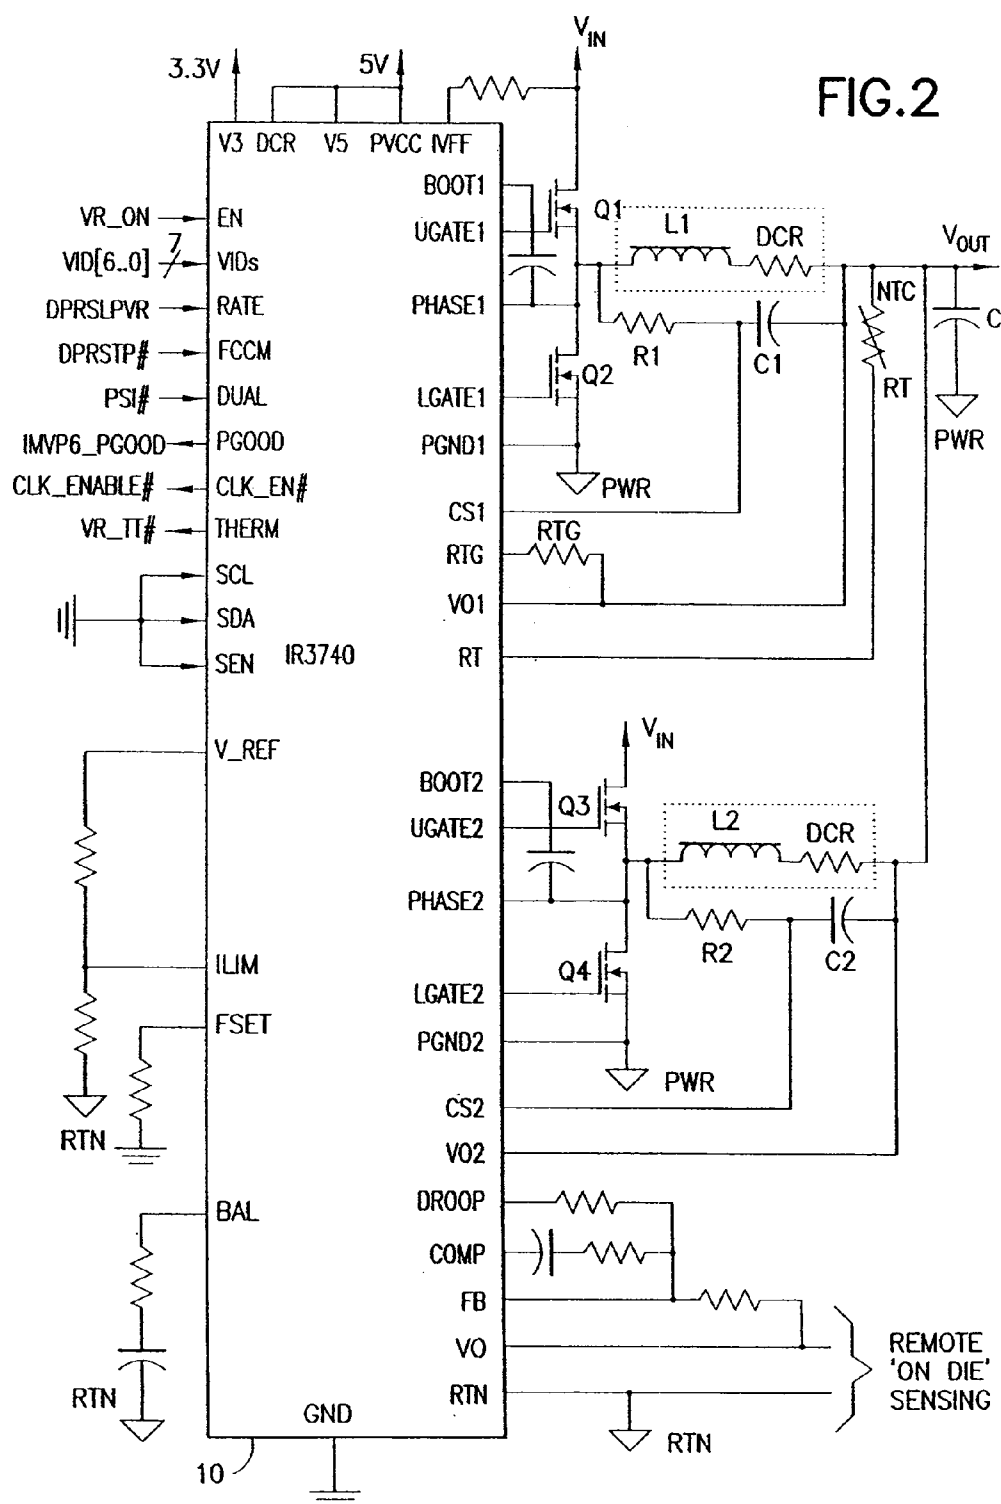 V_IN
3.3V
5V
FIG.2
V3 DCR V5 PVCC IVFF
BOOT1
VR_ON EN
Q1
L1
DCR
V_OUT
UGATE1
7
VID[6..0] VIDs
NTC
DPRSLPVR RATE
PHASE1
C
R1
C1
DPRSTP# FCCM
Q2
RT
PSI# DUAL
LGATE1
PWR
IMVP6_PGOOD PGOOD
PGND1
CLK_ENABLE# CLK_EN#
PWR
CS1
VR_TT# THERM
RTG
RTG
SCL
VO1
SDA
IR3740
RT
SEN
V_IN
V_REF
BOOT2
Q3
UGATE2
L2
DCR
PHASE2
R2
C2
ILIM
Q4
LGATE2
FSET
PGND2
PWR
CS2
RTN
VO2
DROOP
BAL
COMP
FB
VO
REMOTE
'ON DIE'
SENSING
RTN
RTN
GND
RTN
10